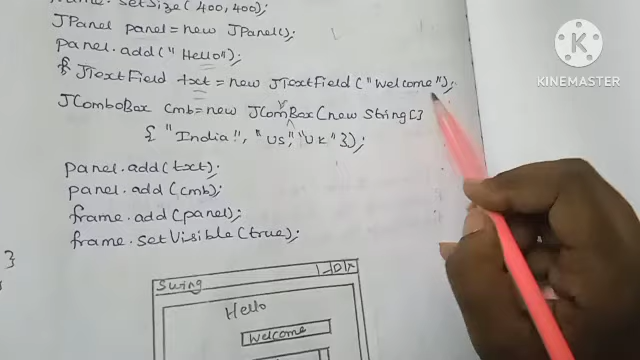 frame.setSize(400,400);
JPanel panel=new JPanel();
panel.add("Hello");
JTextField txt=new JTextField("Welcome");
JComboBox cmb=new JComboBox(new String[]
{ "India", "US", "UK" });
panel.add(txt);
panel.add(cmb);
frame.add(panel);
frame.setVisible(true);
}
Swing
Hello
Welcome
KINEMASTER